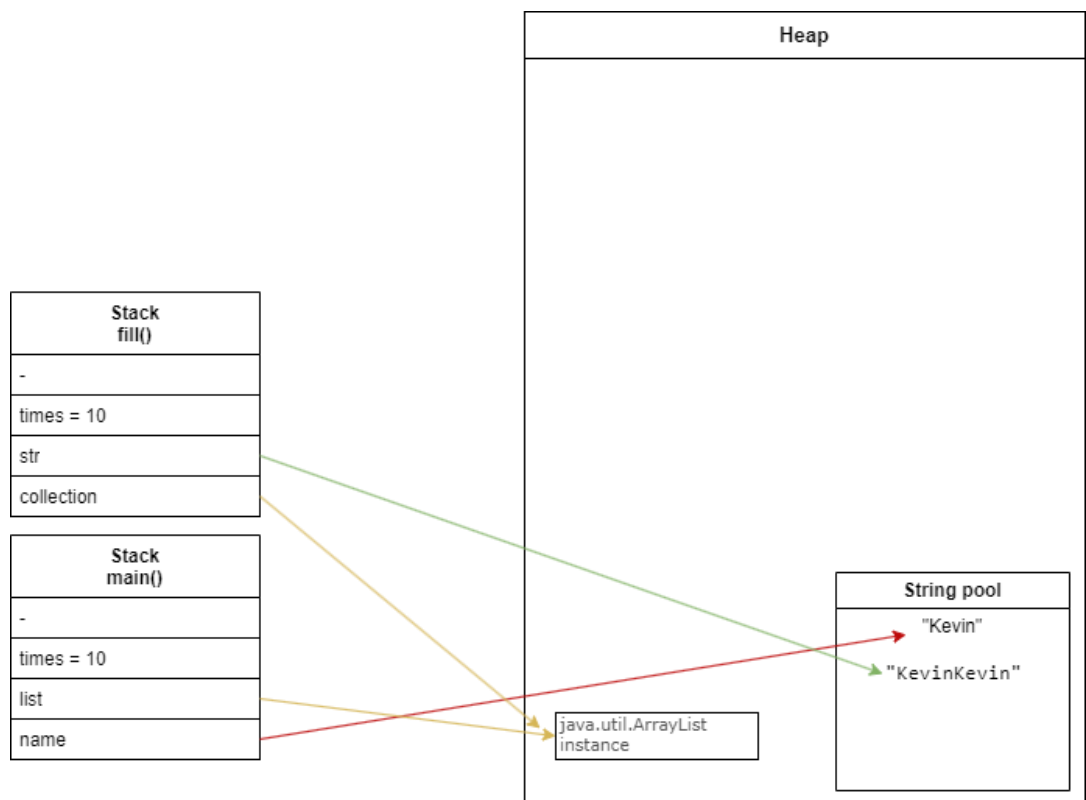 Heap
Stack
fill()
-
times = 10
str
collection
Stack
main()
-
times = 10
list
name
String pool
"Kevin"
"KevinKevin"
java.util.ArrayList
instance